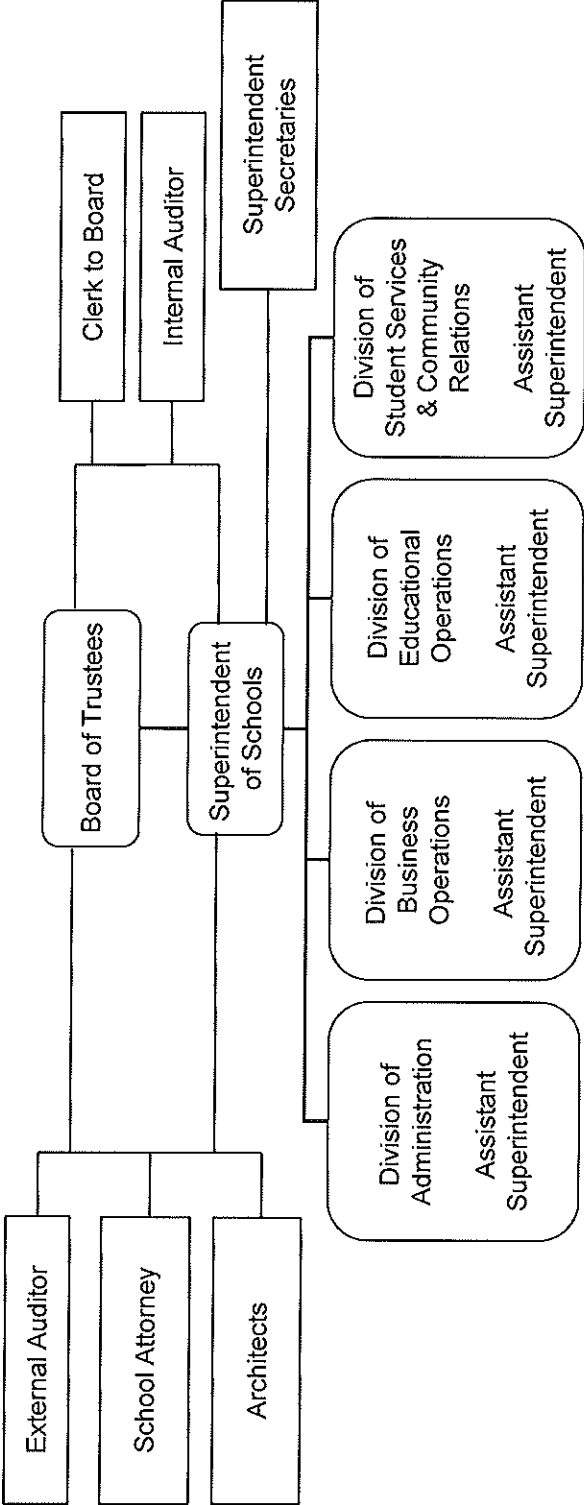 External Auditor
School Attorney
Architects
Board of Trustees
Superintendent
of Schools
Clerk to Board
Internal Auditor
Superintendent
Secretaries
Division of
Administration
Assistant
Superintendent
Division of
Business
Operations
Assistant
Superintendent
Division of
Educational
Operations
Assistant
Superintendent
Division of
Student Services
& Community
Relations
Assistant
Superintendent